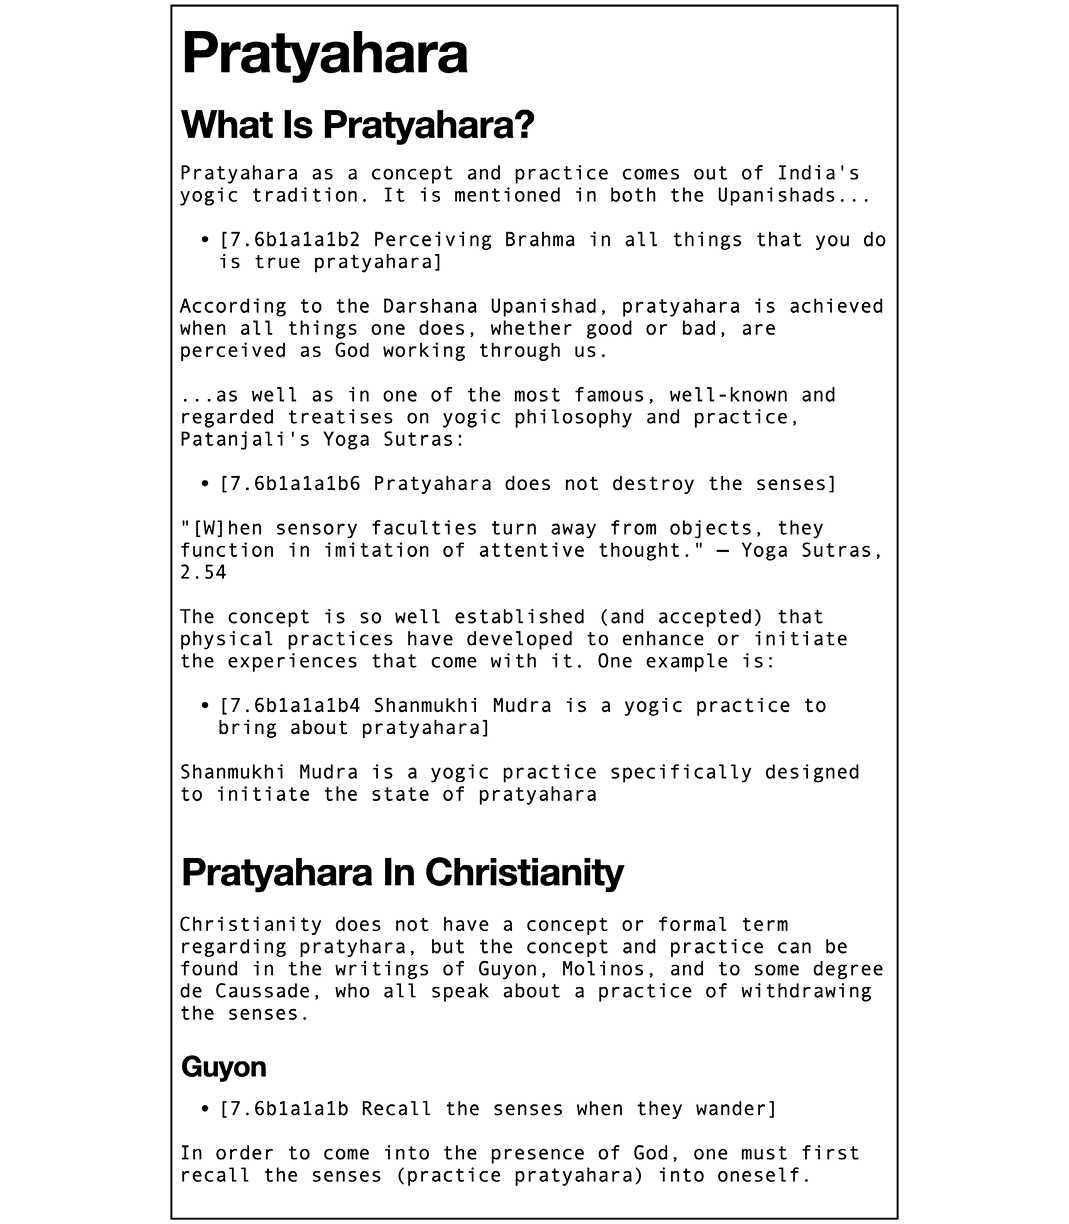 Pratyahara
What Is Pratyahara?
Pratyahara as a concept and practice comes out of India's
yogic tradition. It is mentioned in both the Upanishads...
• [7.6b1a1a1b2 Perceiving Brahma in all things that you do
is true pratyahara]
According to the Darshana Upanishad, pratyahara is achieved
when all things one does, whether good or bad, are
perceived as God working through us.
...as well as in one of the most famous, well-known and
regarded treatises on yogic philosophy and practice,
Patanjali's Yoga Sutras:
• [7.6b1a1a1b6 Pratyahara does not destroy the senses]
"[W]hen sensory faculties turn away from objects, they
function in imitation of attentive thought." — Yoga Sutras,
2.54
The concept is so well established (and accepted) that
physical practices have developed to enhance or initiate
the experiences that come with it. One example is:
• [7.6b1a1a1b4 Shanmukhi Mudra is a yogic practice to
bring about pratyahara]
Shanmukhi Mudra is a yogic practice specifically designed
to initiate the state of pratyahara
Pratyahara In Christianity
Christianity does not have a concept or formal term
regarding pratyhara, but the concept and practice can be
found in the writings of Guyon, Molinos, and to some degree
de Caussade, who all speak about a practice of withdrawing
the senses.
Guyon
• [7.6b1a1a1b Recall the senses when they wander]
In order to come into the presence of God, one must first
recall the senses (practice pratyahara) into oneself.